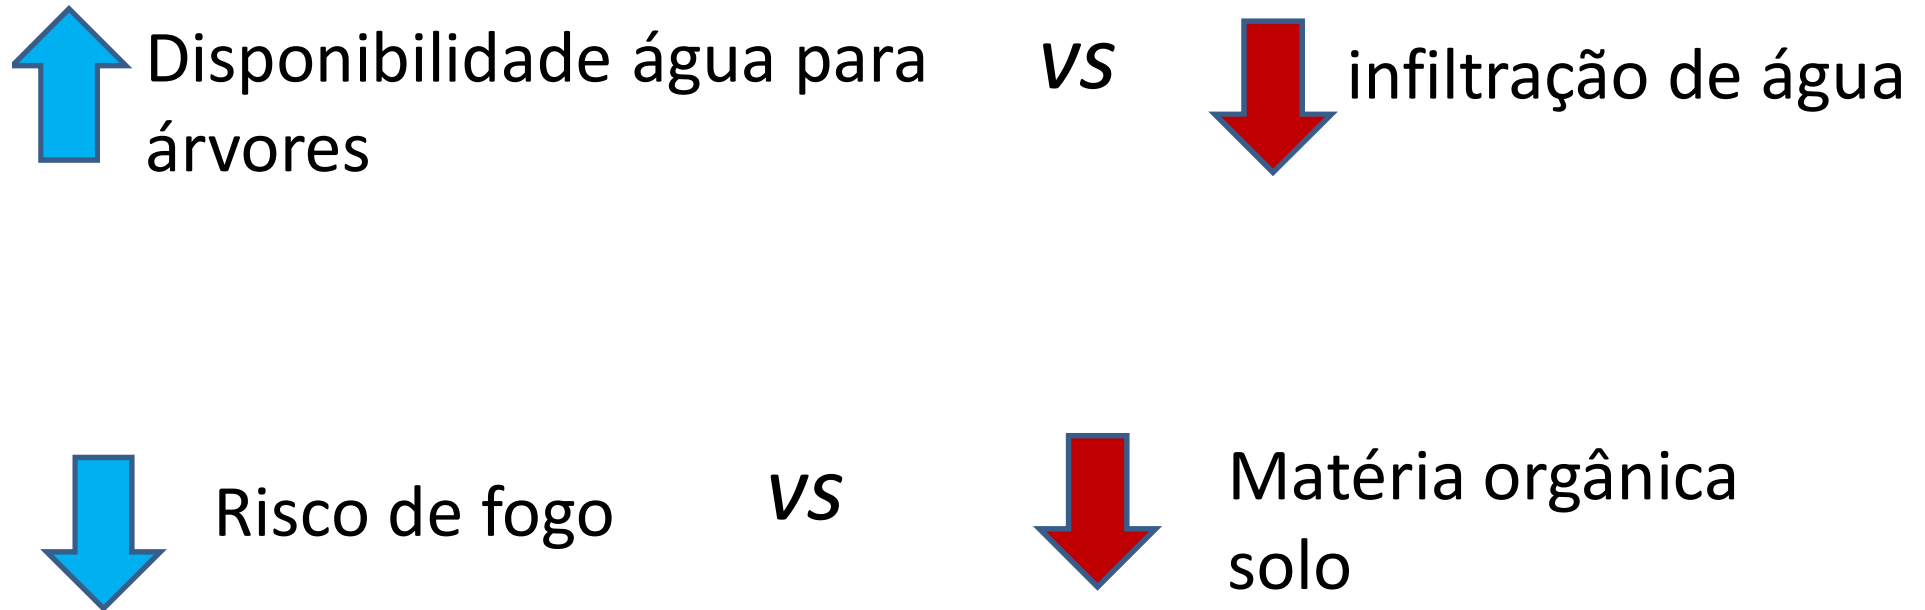 Disponibilidade água para
árvores
vs
infiltração de água
Risco de fogo
vs
Matéria orgânica
solo